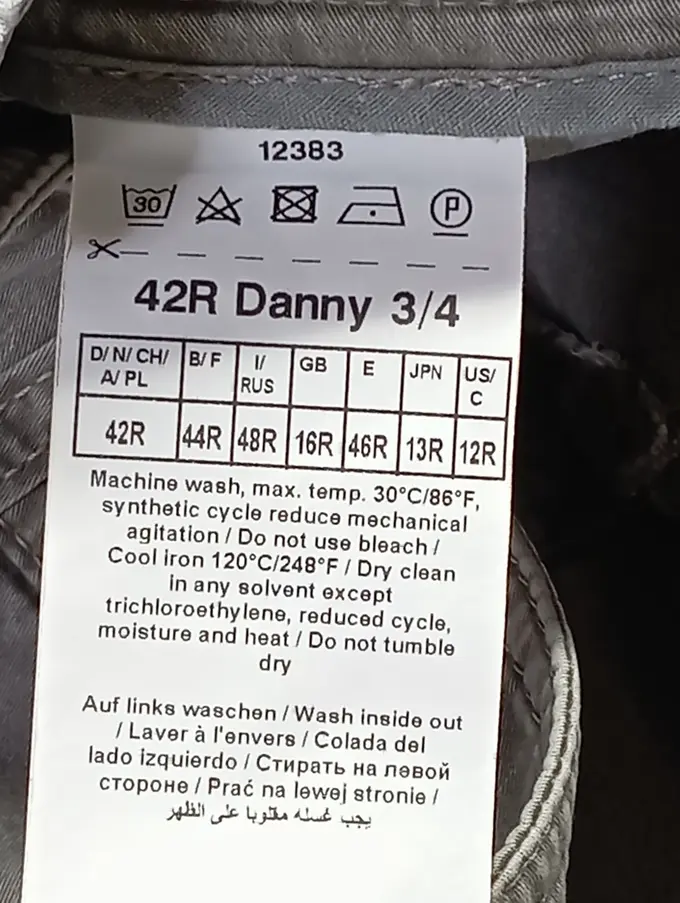 12383
30 P
42R Danny 3/4
D/ N/ CH/ A/ PL B/ F I/ RUS GB E JPN US/ C
42R 44R 48R 16R 46R 13R 12R
Machine wash, max. temp. 30°C/86°F,
synthetic cycle reduce mechanical
agitation / Do not use bleach /
Cool iron 120°C/248°F / Dry clean
in any solvent except
trichloroethylene, reduced cycle,
moisture and heat / Do not tumble
dry
Auf links waschen / Wash inside out
/ Laver à l'envers / Colada del
lado izquierdo / Стирать на левой
стороне / Prać na lewej stronie /
يجب غسله مقلوبا على الظهر